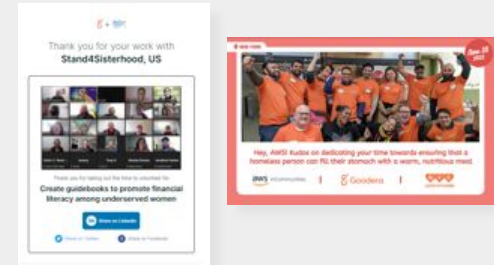 Thank you for your work with
Stand4Sisterhood, US
Thank you for taking out the time to volunteer for
Create guidebooks to promote financial
literacy among underserved women
Share on LinkedIn
Share on Twitter
Share on Facebook
Hey, AWS! Kudos on dedicating your time towards ensuring that a
homeless person can fill their stomach with a warm, nutritious meal.
aws
Goodera